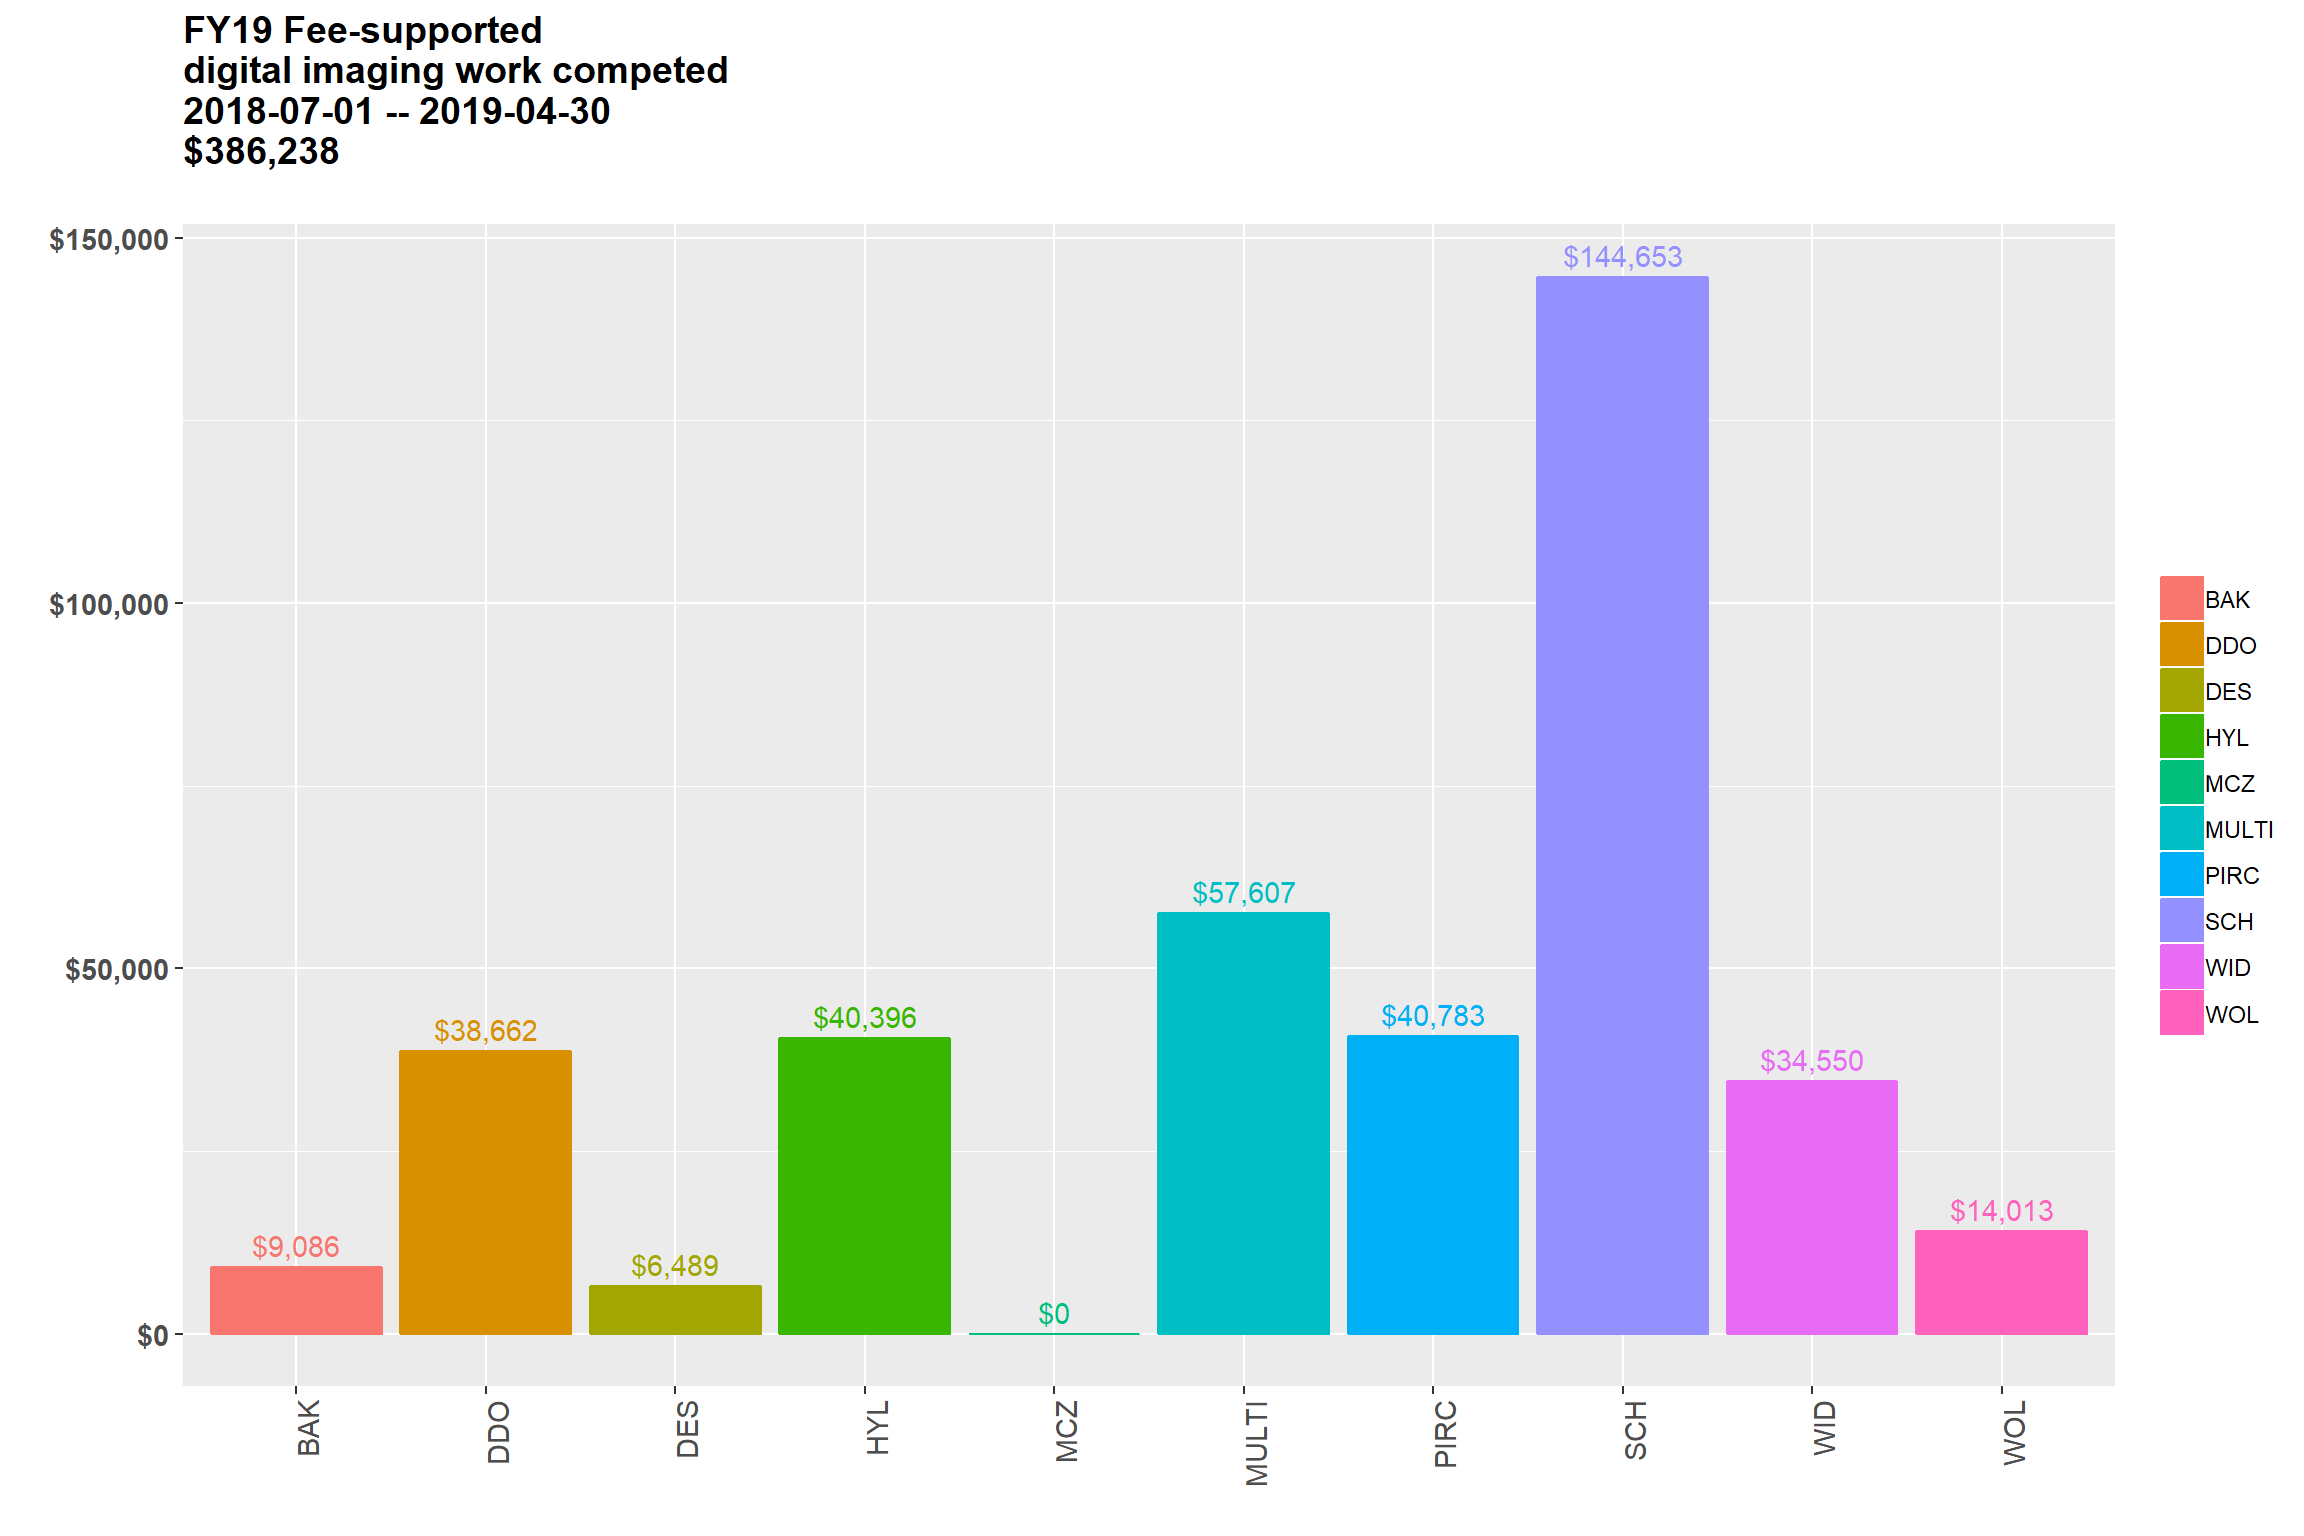 FY19 Fee-supported
digital imaging work competed
2018-07-01 -- 2019-04-30
$386,238
$150,000
$100,000
$50,000
$0
$9,086
$38,662
$6,489
$40,396
$0
$57,607
$40,783
$144,653
$34,550
$14,013
BAK
DDO
DES
HYL
MCZ
MULTI
PIRC
SCH
WID
WOL
BAK
DDO
DES
HYL
MCZ
MULTI
PIRC
SCH
WID
WOL